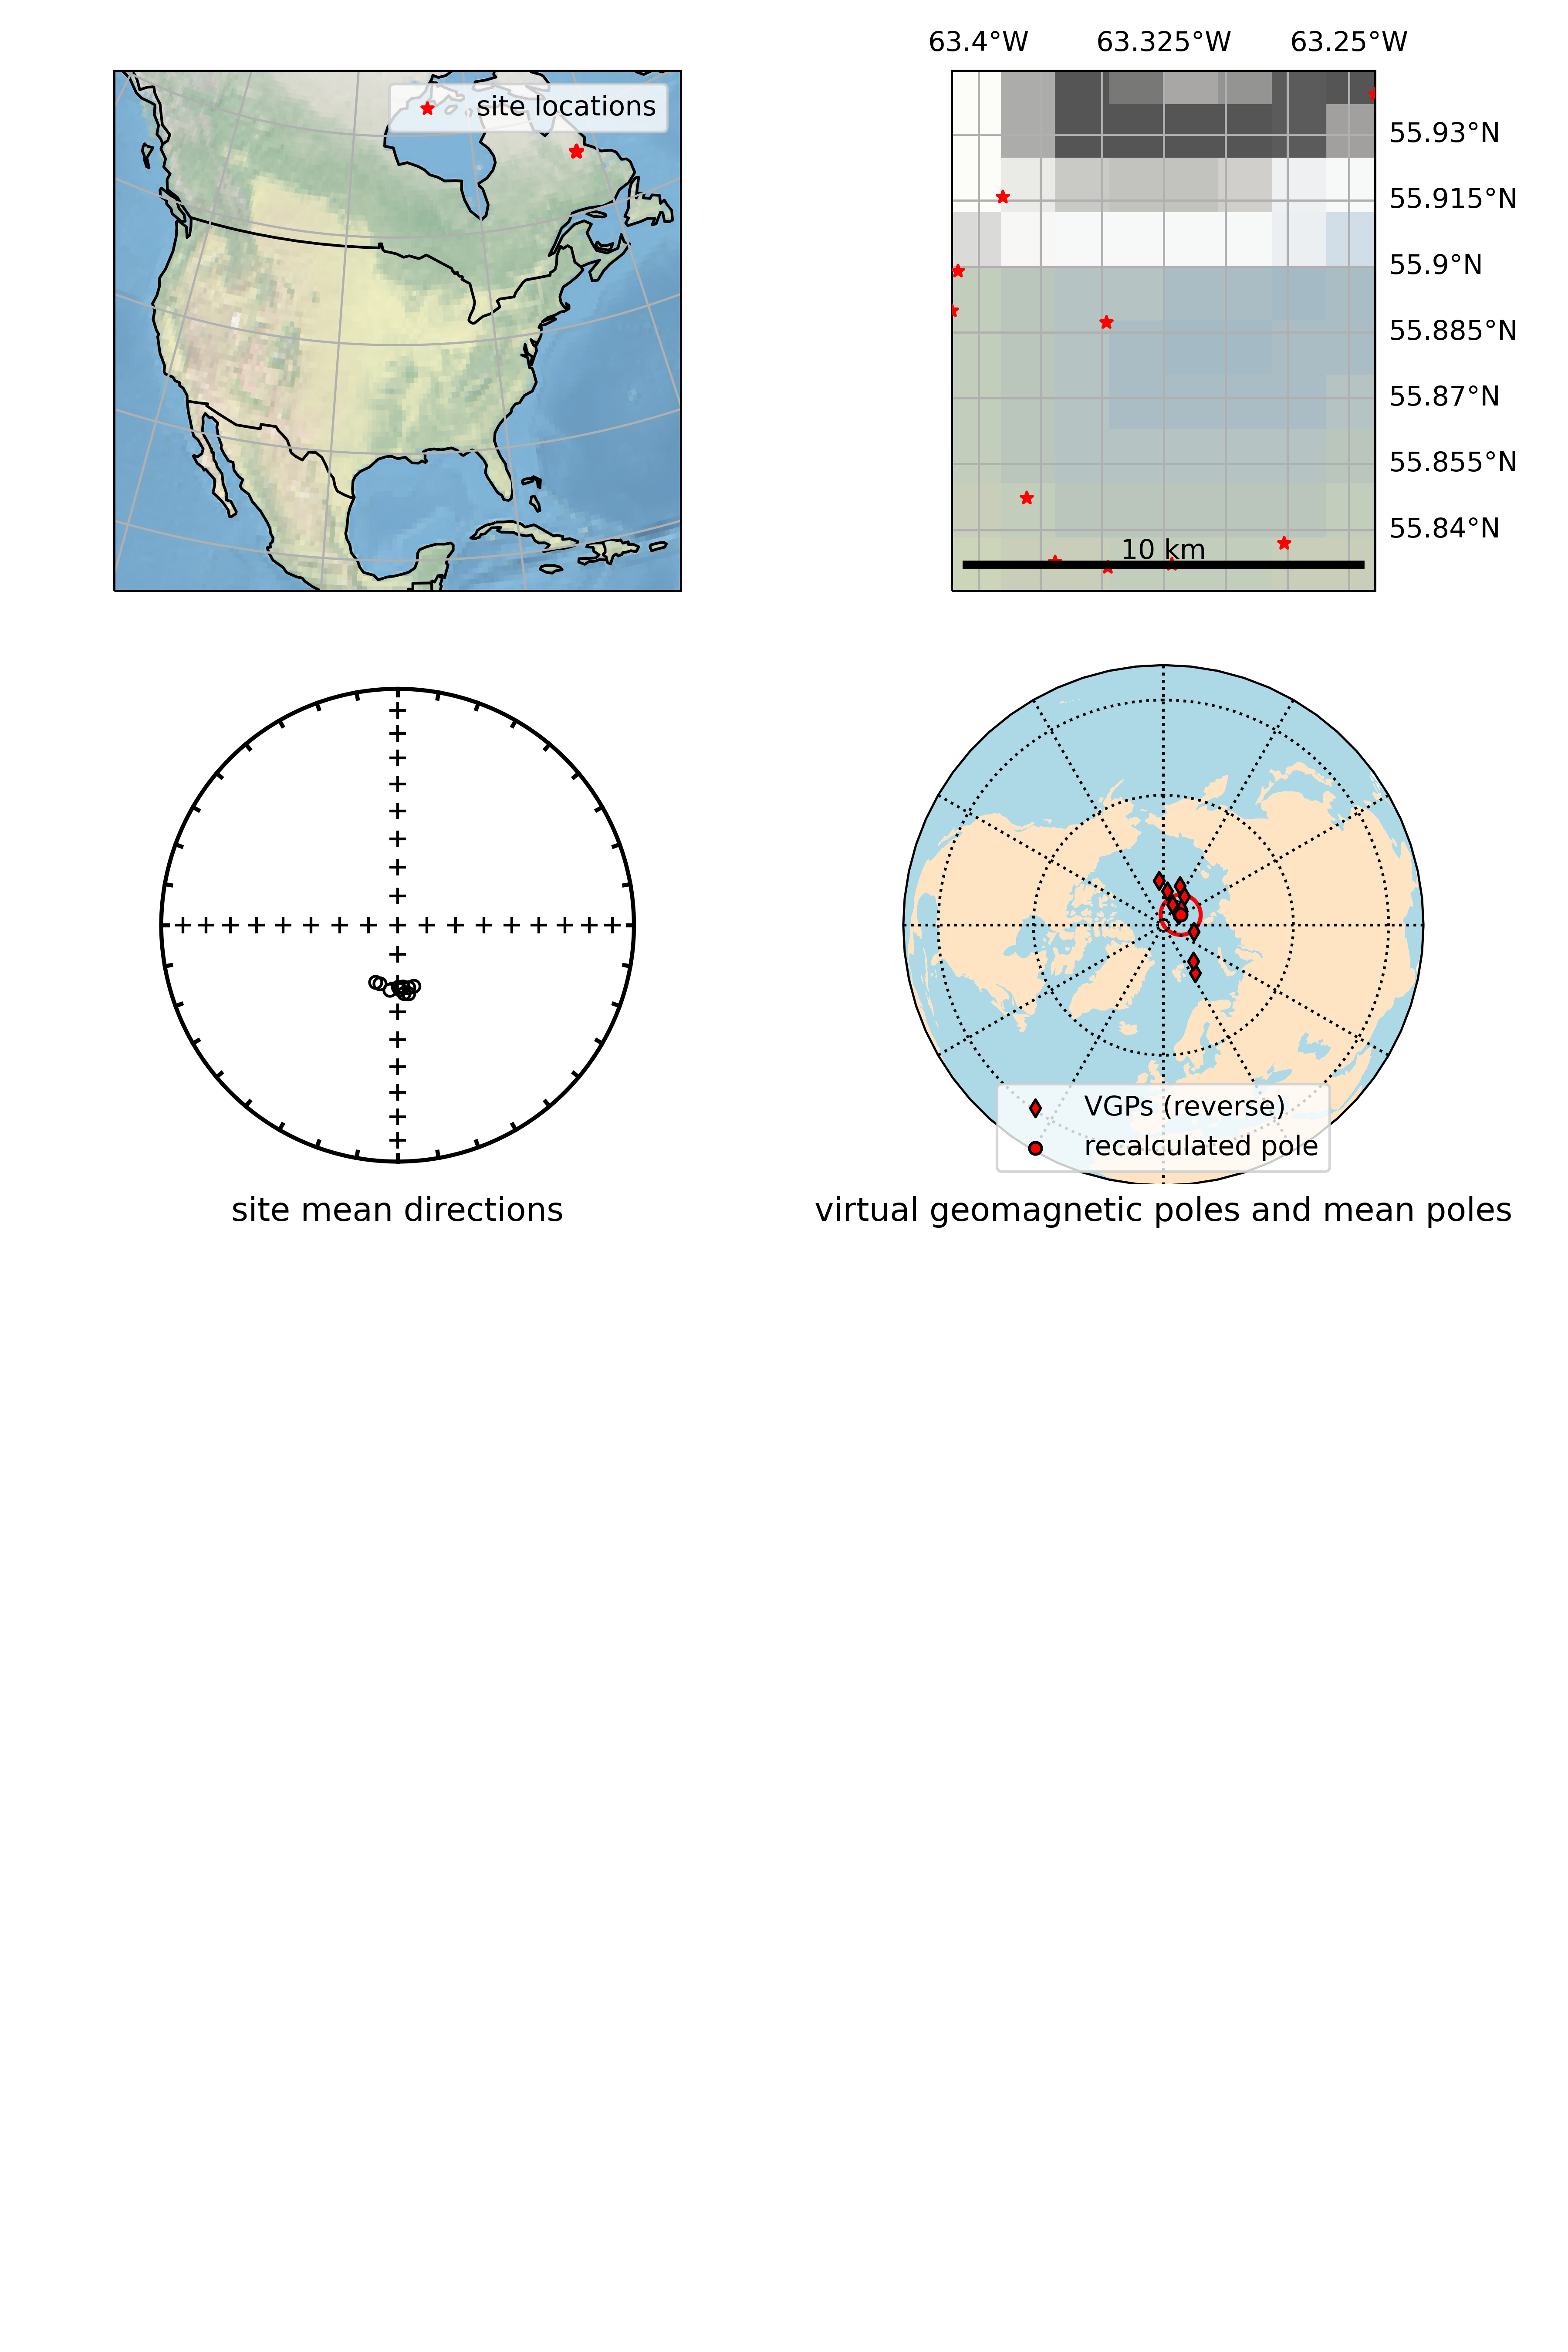 63.4°W 63.325°W 63.25°W
site locations
55.93°N
55.915°N
55.9°N
55.885°N
55.87°N
55.855°N
55.84°N
10 km
VGPs (reverse)
recalculated pole
site mean directions
virtual geomagnetic poles and mean poles